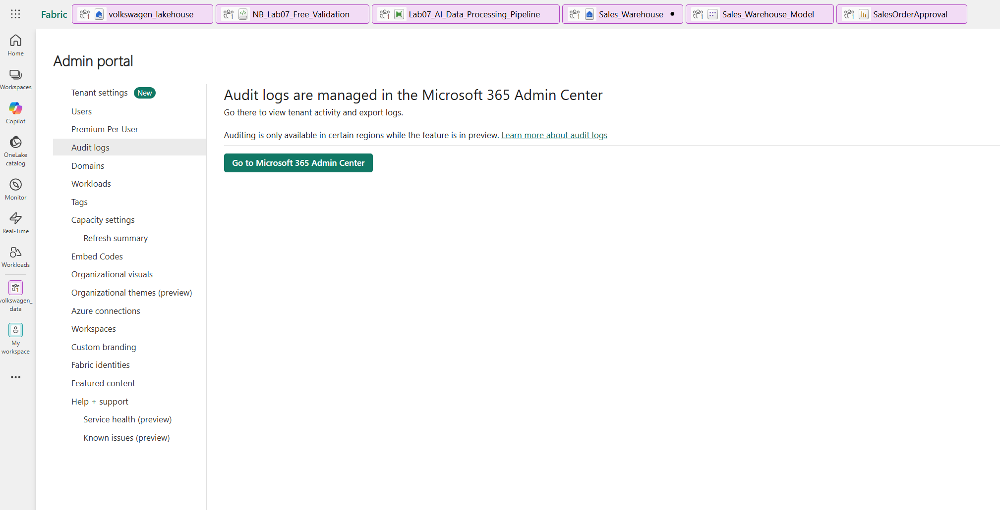 Fabric
volkswagen_lakehouse
NB_Lab07_Free_Validation
Lab07_AI_Data_Processing_Pipeline
Sales_Warehouse
Sales_Warehouse_Model
SalesOrderApproval
Home
Workspaces
Copilot
OneLake
catalog
Monitor
Real-Time
Workloads
volkswagen_
data
My
workspace
Admin portal
Tenant settings New
Users
Premium Per User
Audit logs
Domains
Workloads
Tags
Capacity settings
Refresh summary
Embed Codes
Organizational visuals
Organizational themes (preview)
Azure connections
Workspaces
Custom branding
Fabric identities
Featured content
Help + support
Service health (preview)
Known issues (preview)
Audit logs are managed in the Microsoft 365 Admin Center
Go there to view tenant activity and export logs.
Auditing is only available in certain regions while the feature is in preview. Learn more about audit logs
Go to Microsoft 365 Admin Center